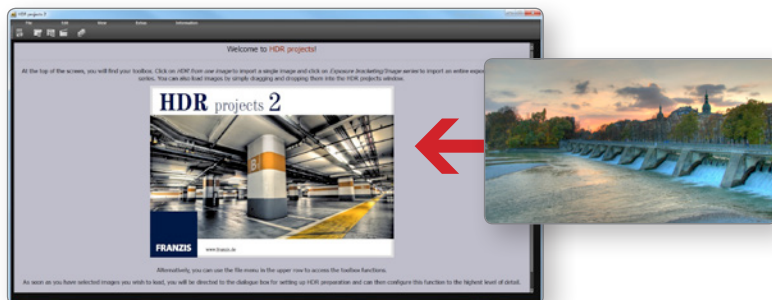 HDR projects 2
File Edit View Extras Information
Welcome to HDR projects!
At the top of the screen, you will find your toolbox. Click on HDR from one image to import a single image and click on Exposure bracketing/Image series to import an entire
series. You can also load images by simply dragging and dropping them into the HDR projects window.
HDR projects 2
B
FRANZIS
www.franzis.de
Alternatively, you can use the file menu in the upper row to access the toolbox functions.
As soon as you have selected images you wish to load, you will be directed to the dialogue box for setting up HDR preparation and can then configure this function to the highest level of detail.